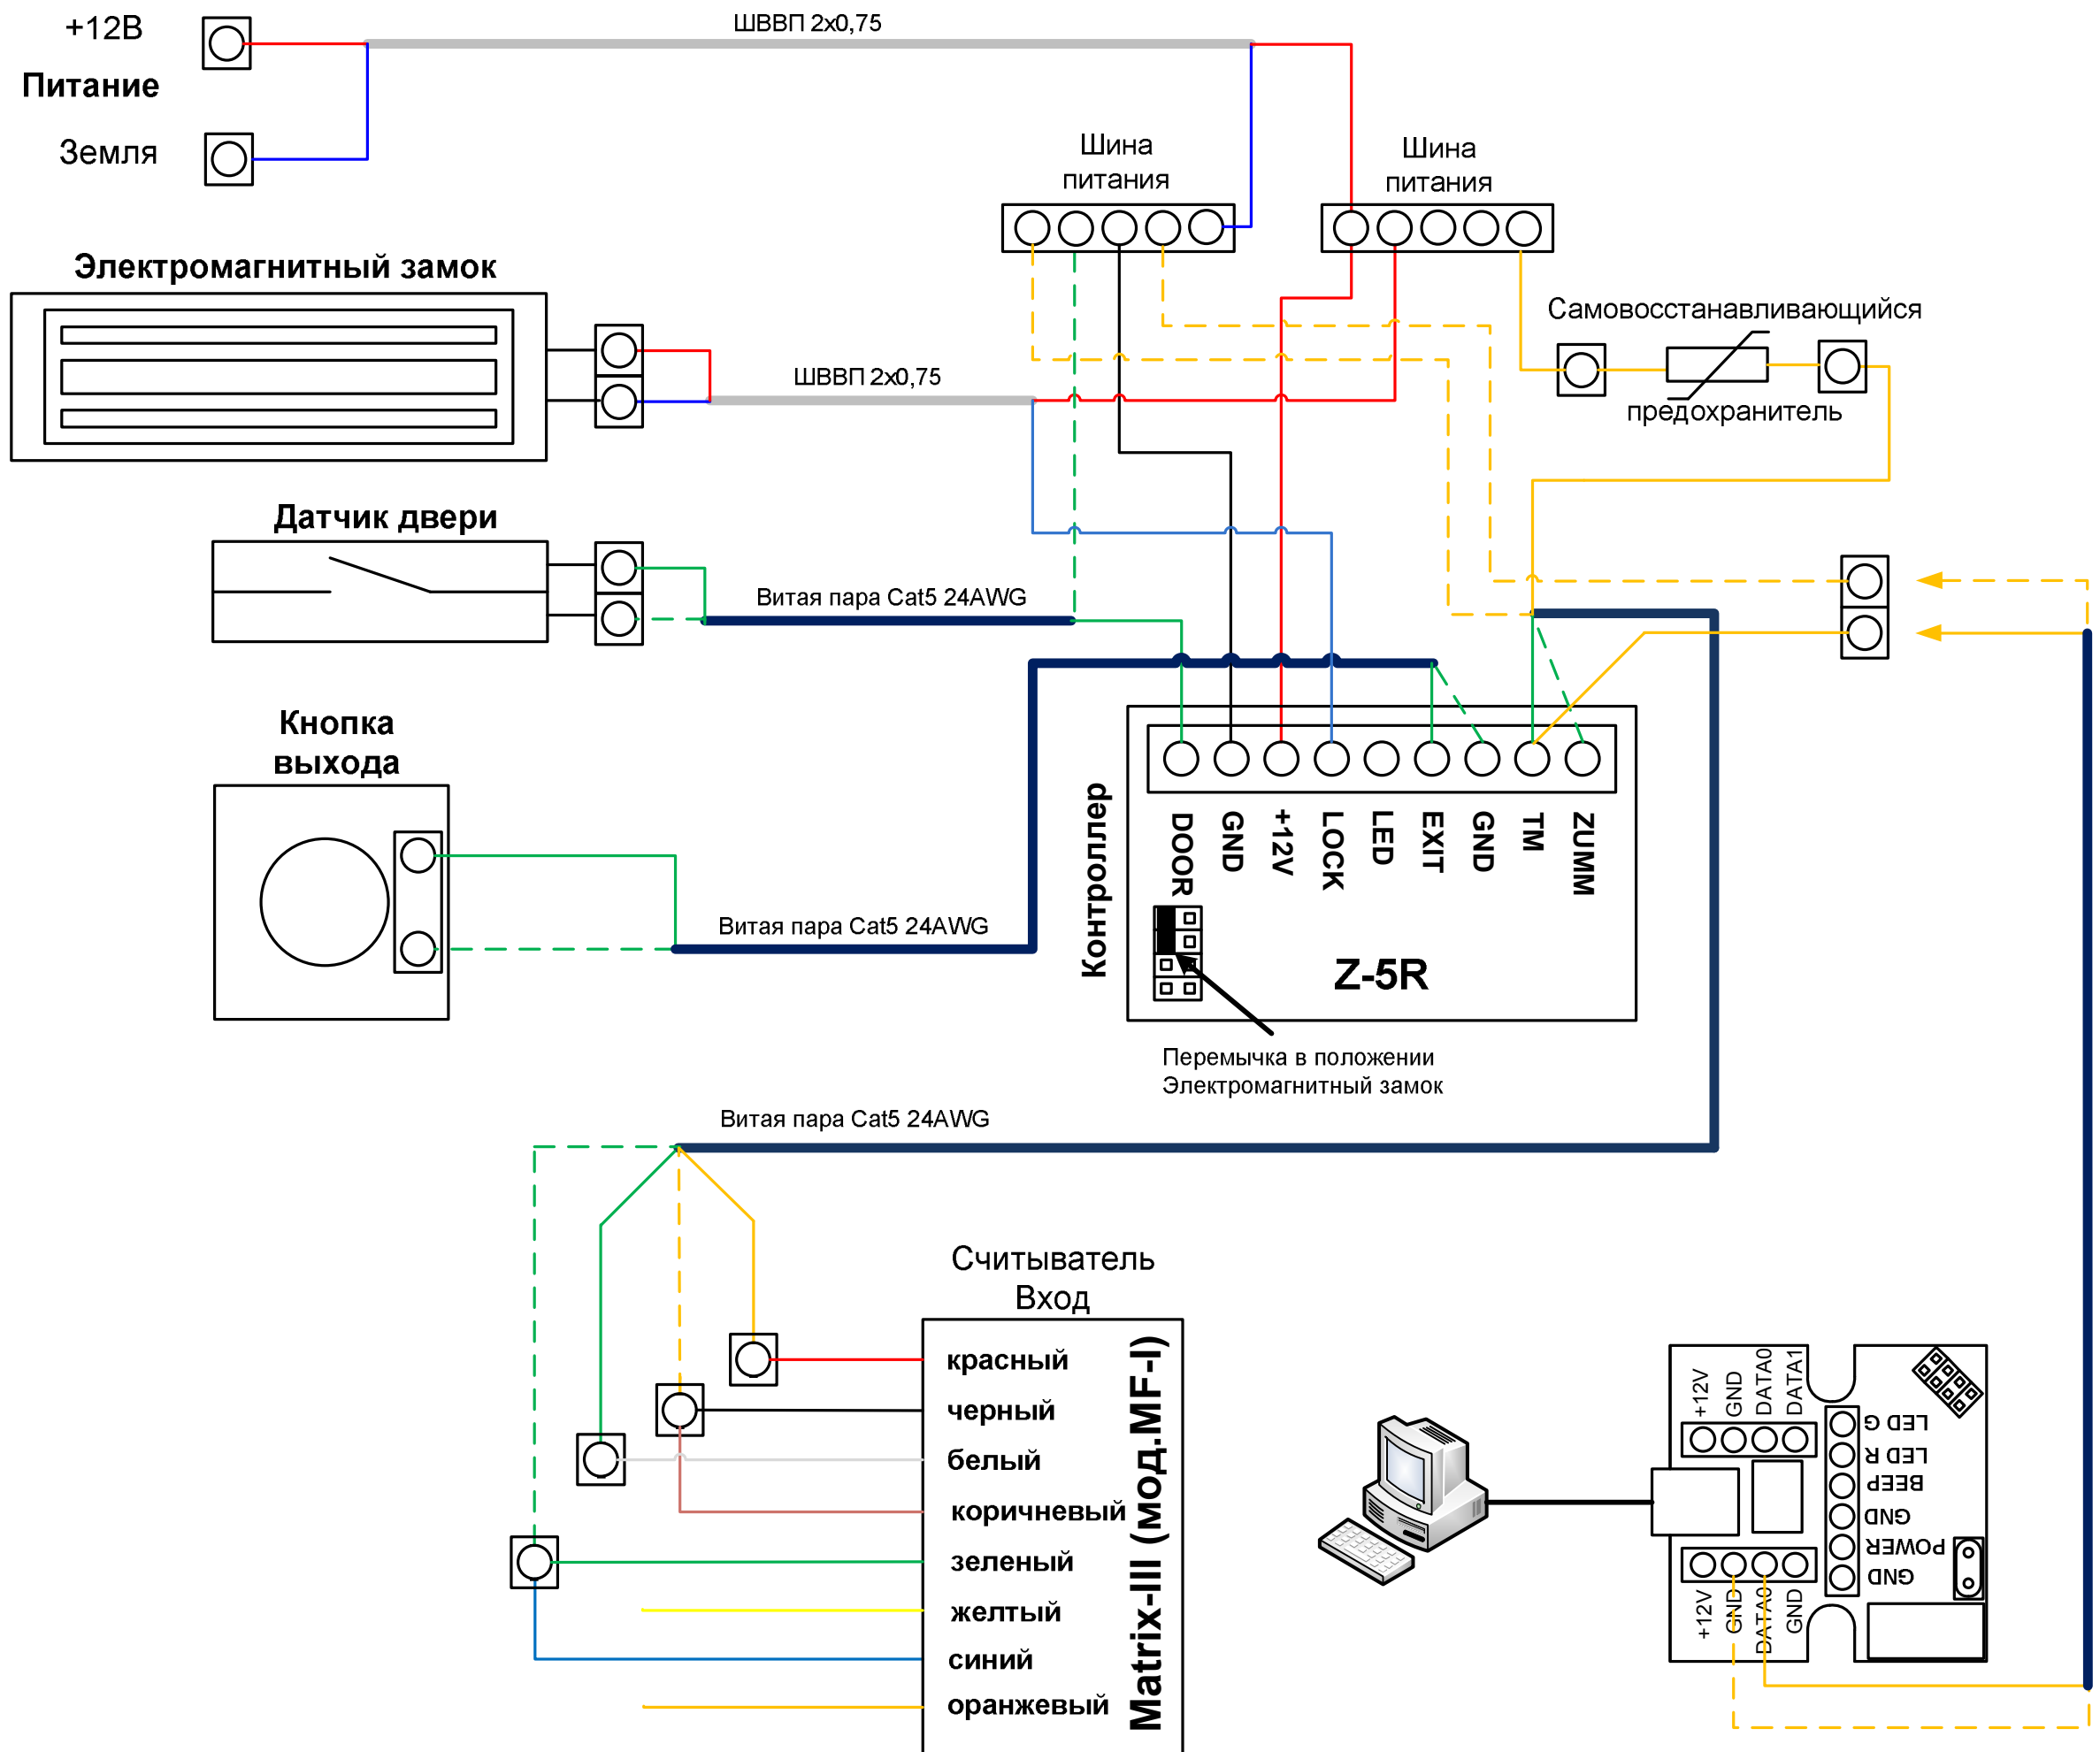 +12В
Питание
Земля
ШВВП 2х0,75
Шина
питания
Шина
питания
Электромагнитный замок
ШВВП 2х0,75
Самовосстанавливающийся
предохранитель
Датчик двери
Витая пара Cat5 24AWG
Кнопка
выхода
Витая пара Cat5 24AWG
Контроллер
DOOR
GND
+12V
LOCK
LED
EXIT
GND
TM
ZUMM
Z-5R
Перемычка в положении
Электромагнитный замок
Витая пара Cat5 24AWG
Считыватель
Вход
красный
черный
белый
коричневый
зеленый
желтый
синий
оранжевый
Matrix-III (мод.MF-I)
+12V
GND
DATA0
DATA1
LED G
LED R
BEEP
GND
POWER
GND
+12V
GND
DATA0
GND